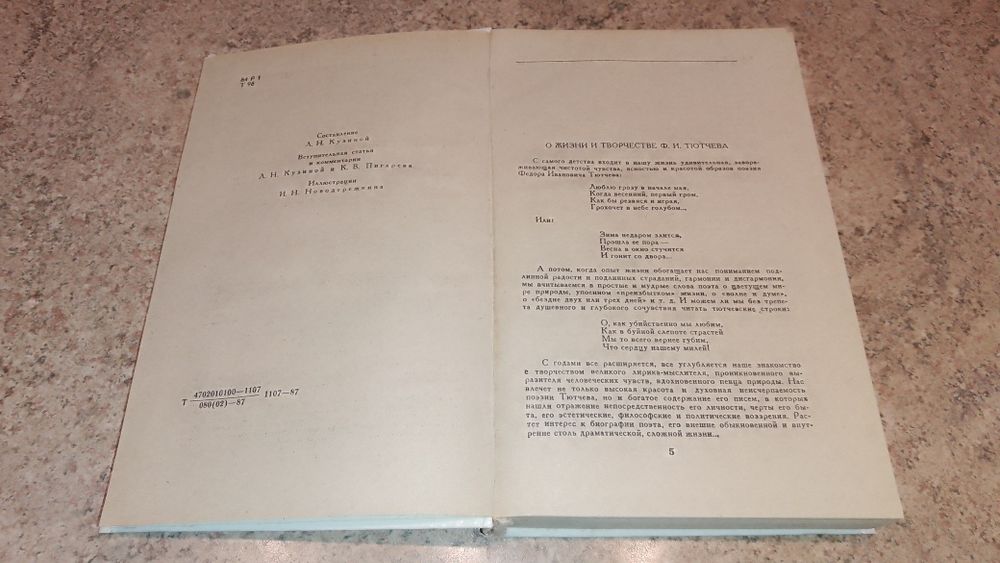 84 Р 1
Т 98
Составление
Л. Н. Кузиной
Вступительная статья
и комментарии
Л. Н. Кузиной и К. В. Пигарева
Иллюстрации
И. И. Новодережкина
4702010100—1107
Т 1107—87
080(02)—87
О ЖИЗНИ И ТВОРЧЕСТВЕ Ф. И. ТЮТЧЕВА
С самого детства входит в нашу жизнь удивительная, завора-
живающая чистотой чувства, ясностью и красотой образов поэзия
Федора Ивановича Тютчева:
Люблю грозу в начале мая,
Когда весенний, первый гром,
Как бы резвяся и играя,
Грохочет в небе голубом...
Или:
Зима недаром злится,
Прошла ее пора —
Весна в окно стучится
И гонит со двора...
А потом, когда опыт жизни обогащает нас пониманием под-
линной радости и подлинных страданий, гармонии и дисгармонии,
мы вчитываемся в простые и мудрые слова поэта о цветущем ми-
ре природы, упоенном «преизбытком» жизни, о «волне и думе»,
о «бездне двух или трех дней» и т. д. И можем ли мы без трепе-
та душевного и глубокого сочувствия читать тютчевские строки:
О, как убийственно мы любим,
Как в буйной слепоте страстей
Мы то всего вернее губим,
Что сердцу нашему милей!
С годами все расширяется, все углубляется наше знакомство
с творчеством великого лирика-мыслителя, проникновенного вы-
разителя человеческих чувств, вдохновенного певца природы. Нас
влечет не только высокая красота и духовная неисчерпаемость
поэзии Тютчева, но и богатое содержание его писем, в которых
нашли отражение непосредственность его личности, черты его бы-
та, его эстетические, философские и политические воззрения. Рас-
тет интерес к биографии поэта, его внешне обыкновенной и внут-
ренне столь драматической, сложной жизни...
5